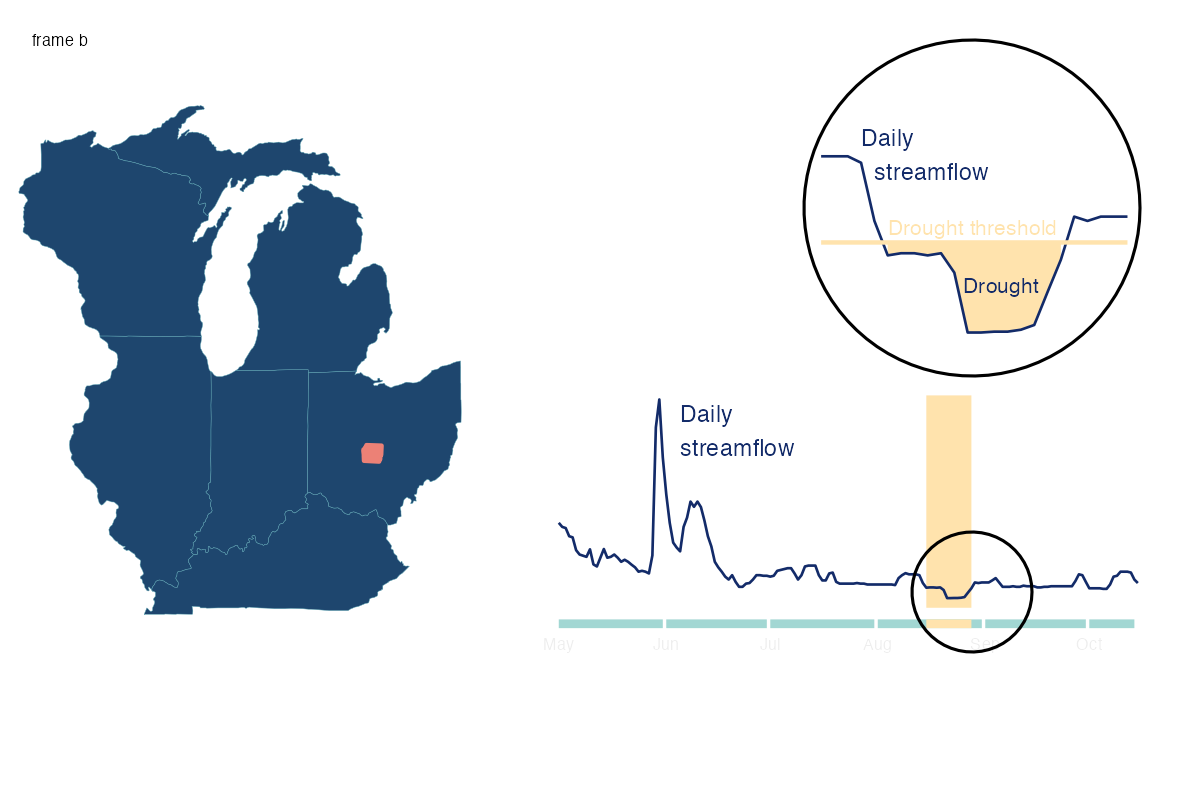 frame b
Daily
streamflow
Drought threshold
Drought
Daily
streamflow
May Jun Jul Aug Sep Oct